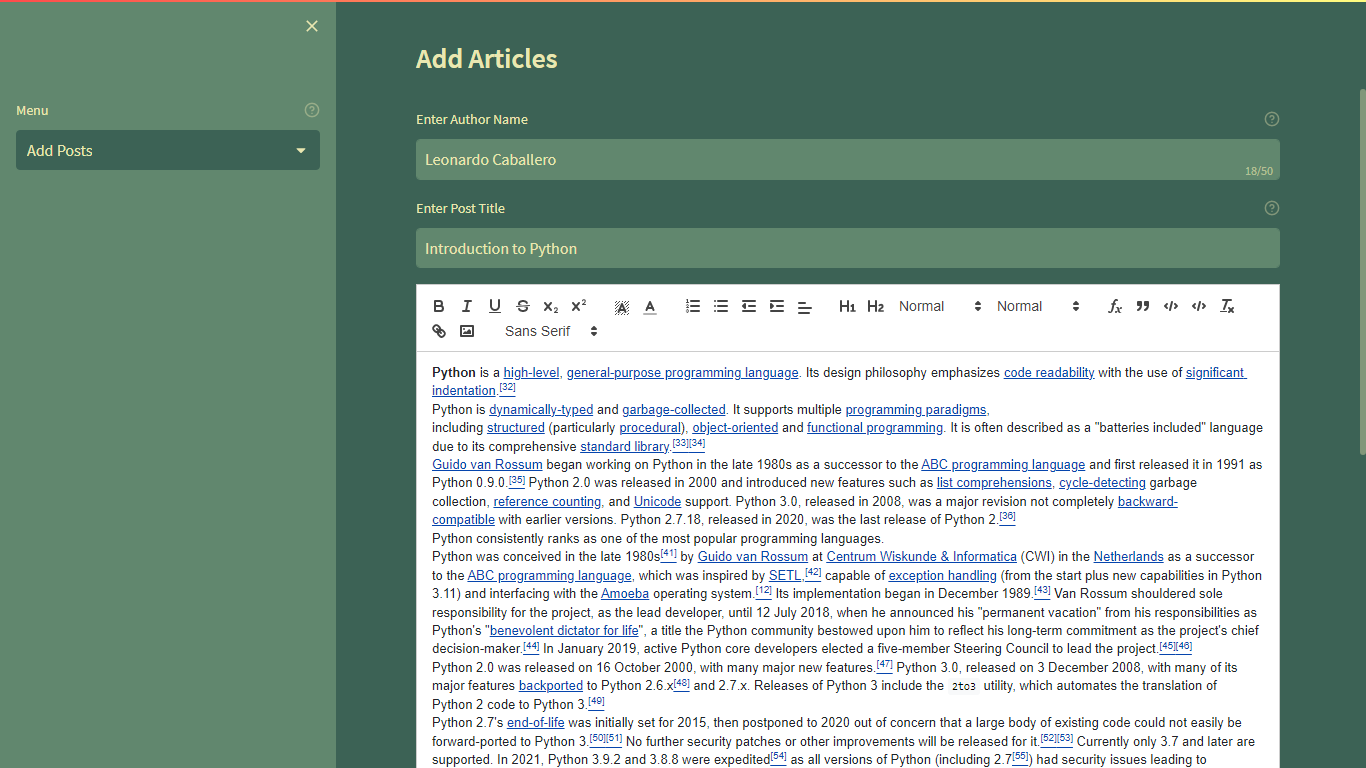 Add Articles
Menu
Add Posts
Enter Author Name
Leonardo Caballero
18/50
Enter Post Title
Introduction to Python
B I U S X₂ X² A A H1 H2 Normal Normal fx
Sans Serif
Python is a high-level, general-purpose programming language. Its design philosophy emphasizes code readability with the use of significant
indentation.[32]
Python is dynamically-typed and garbage-collected. It supports multiple programming paradigms,
including structured (particularly procedural), object-oriented and functional programming. It is often described as a "batteries included" language
due to its comprehensive standard library.[33][34]
Guido van Rossum began working on Python in the late 1980s as a successor to the ABC programming language and first released it in 1991 as
Python 0.9.0.[35] Python 2.0 was released in 2000 and introduced new features such as list comprehensions, cycle-detecting garbage
collection, reference counting, and Unicode support. Python 3.0, released in 2008, was a major revision not completely backward-
compatible with earlier versions. Python 2.7.18, released in 2020, was the last release of Python 2.[36]
Python consistently ranks as one of the most popular programming languages.
Python was conceived in the late 1980s[41] by Guido van Rossum at Centrum Wiskunde & Informatica (CWI) in the Netherlands as a successor
to the ABC programming language, which was inspired by SETL,[42] capable of exception handling (from the start plus new capabilities in Python
3.11) and interfacing with the Amoeba operating system.[12] Its implementation began in December 1989.[43] Van Rossum shouldered sole
responsibility for the project, as the lead developer, until 12 July 2018, when he announced his "permanent vacation" from his responsibilities as
Python's "benevolent dictator for life", a title the Python community bestowed upon him to reflect his long-term commitment as the project's chief
decision-maker.[44] In January 2019, active Python core developers elected a five-member Steering Council to lead the project.[45][46]
Python 2.0 was released on 16 October 2000, with many major new features.[47] Python 3.0, released on 3 December 2008, with many of its
major features backported to Python 2.6.x[48] and 2.7.x. Releases of Python 3 include the 2to3 utility, which automates the translation of
Python 2 code to Python 3.[49]
Python 2.7's end-of-life was initially set for 2015, then postponed to 2020 out of concern that a large body of existing code could not easily be
forward-ported to Python 3.[50][51] No further security patches or other improvements will be released for it.[52][53] Currently only 3.7 and later are
supported. In 2021, Python 3.9.2 and 3.8.8 were expedited[54] as all versions of Python (including 2.7[55]) had security issues leading to